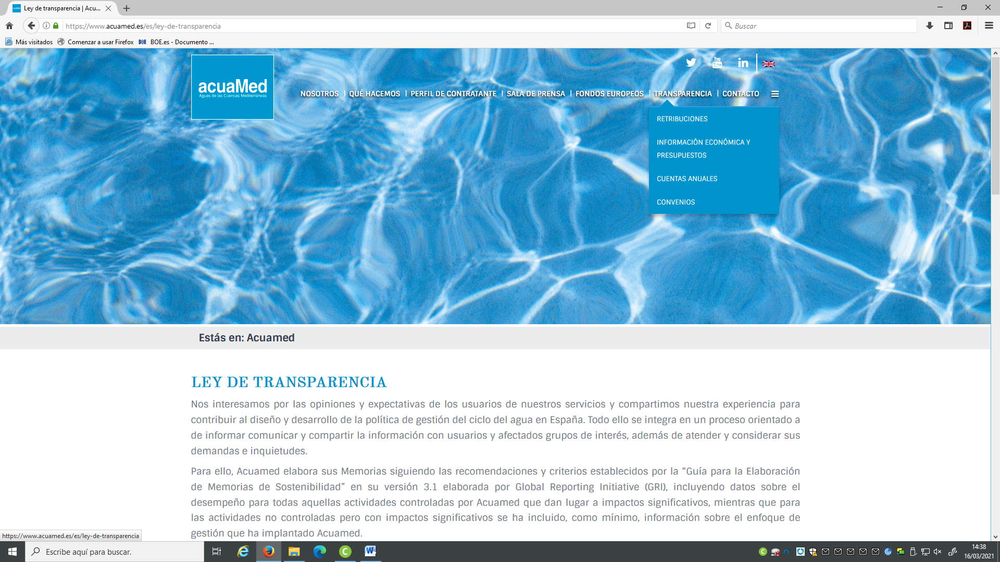 Ley de transparencia | Acu...
https://www.acuamed.es/es/ley-de-transparencia
Buscar
Más visitados
Comenzar a usar Firefox
BOE.es - Documento ...
acuaMed
Aguas de las Cuencas Mediterráneas
You
Tube
in
NOSOTROS | QUÉ HACEMOS | PERFIL DE CONTRATANTE | SALA DE PRENSA | FONDOS EUROPEOS | TRANSPARENCIA | CONTACTO
RETRIBUCIONES
INFORMACIÓN ECONÓMICA Y
PRESUPUESTOS
CUENTAS ANUALES
CONVENIOS
Estás en: Acuamed
LEY DE TRANSPARENCIA
Nos interesamos por las opiniones y expectativas de los usuarios de nuestros servicios y compartimos nuestra experiencia para
contribuir al diseño y desarrollo de la política de gestión del ciclo del agua en España. Todo ello se integra en un proceso orientado a
de informar comunicar y compartir la información con usuarios y afectados grupos de interés, además de atender y considerar sus
demandas e inquietudes.
Para ello, Acuamed elabora sus Memorias siguiendo las recomendaciones y criterios establecidos por la “Guía para la Elaboración
de Memorias de Sostenibilidad” en su versión 3.1 elaborada por Global Reporting Initiative (GRI), incluyendo datos sobre el
desempeño para todas aquellas actividades controladas por Acuamed que dan lugar a impactos significativos, mientras que para
las actividades no controladas pero con impactos significativos se ha incluido, como mínimo, información sobre el enfoque de
gestión que ha implantado Acuamed.
https://www.acuamed.es/es/ley-de-transparencia
Escribe aquí para buscar.
14:38
16/03/2021